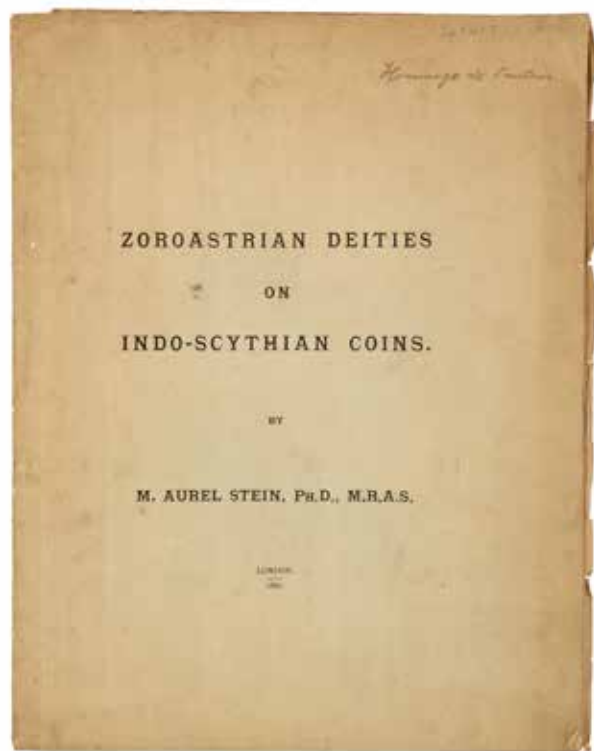 Hommage de l'auteur
ZOROASTRIAN DEITIES
ON
INDO-SCYTHIAN COINS.
BY
M. AUREL STEIN, PH.D., M.R.A.S.
LONDON.